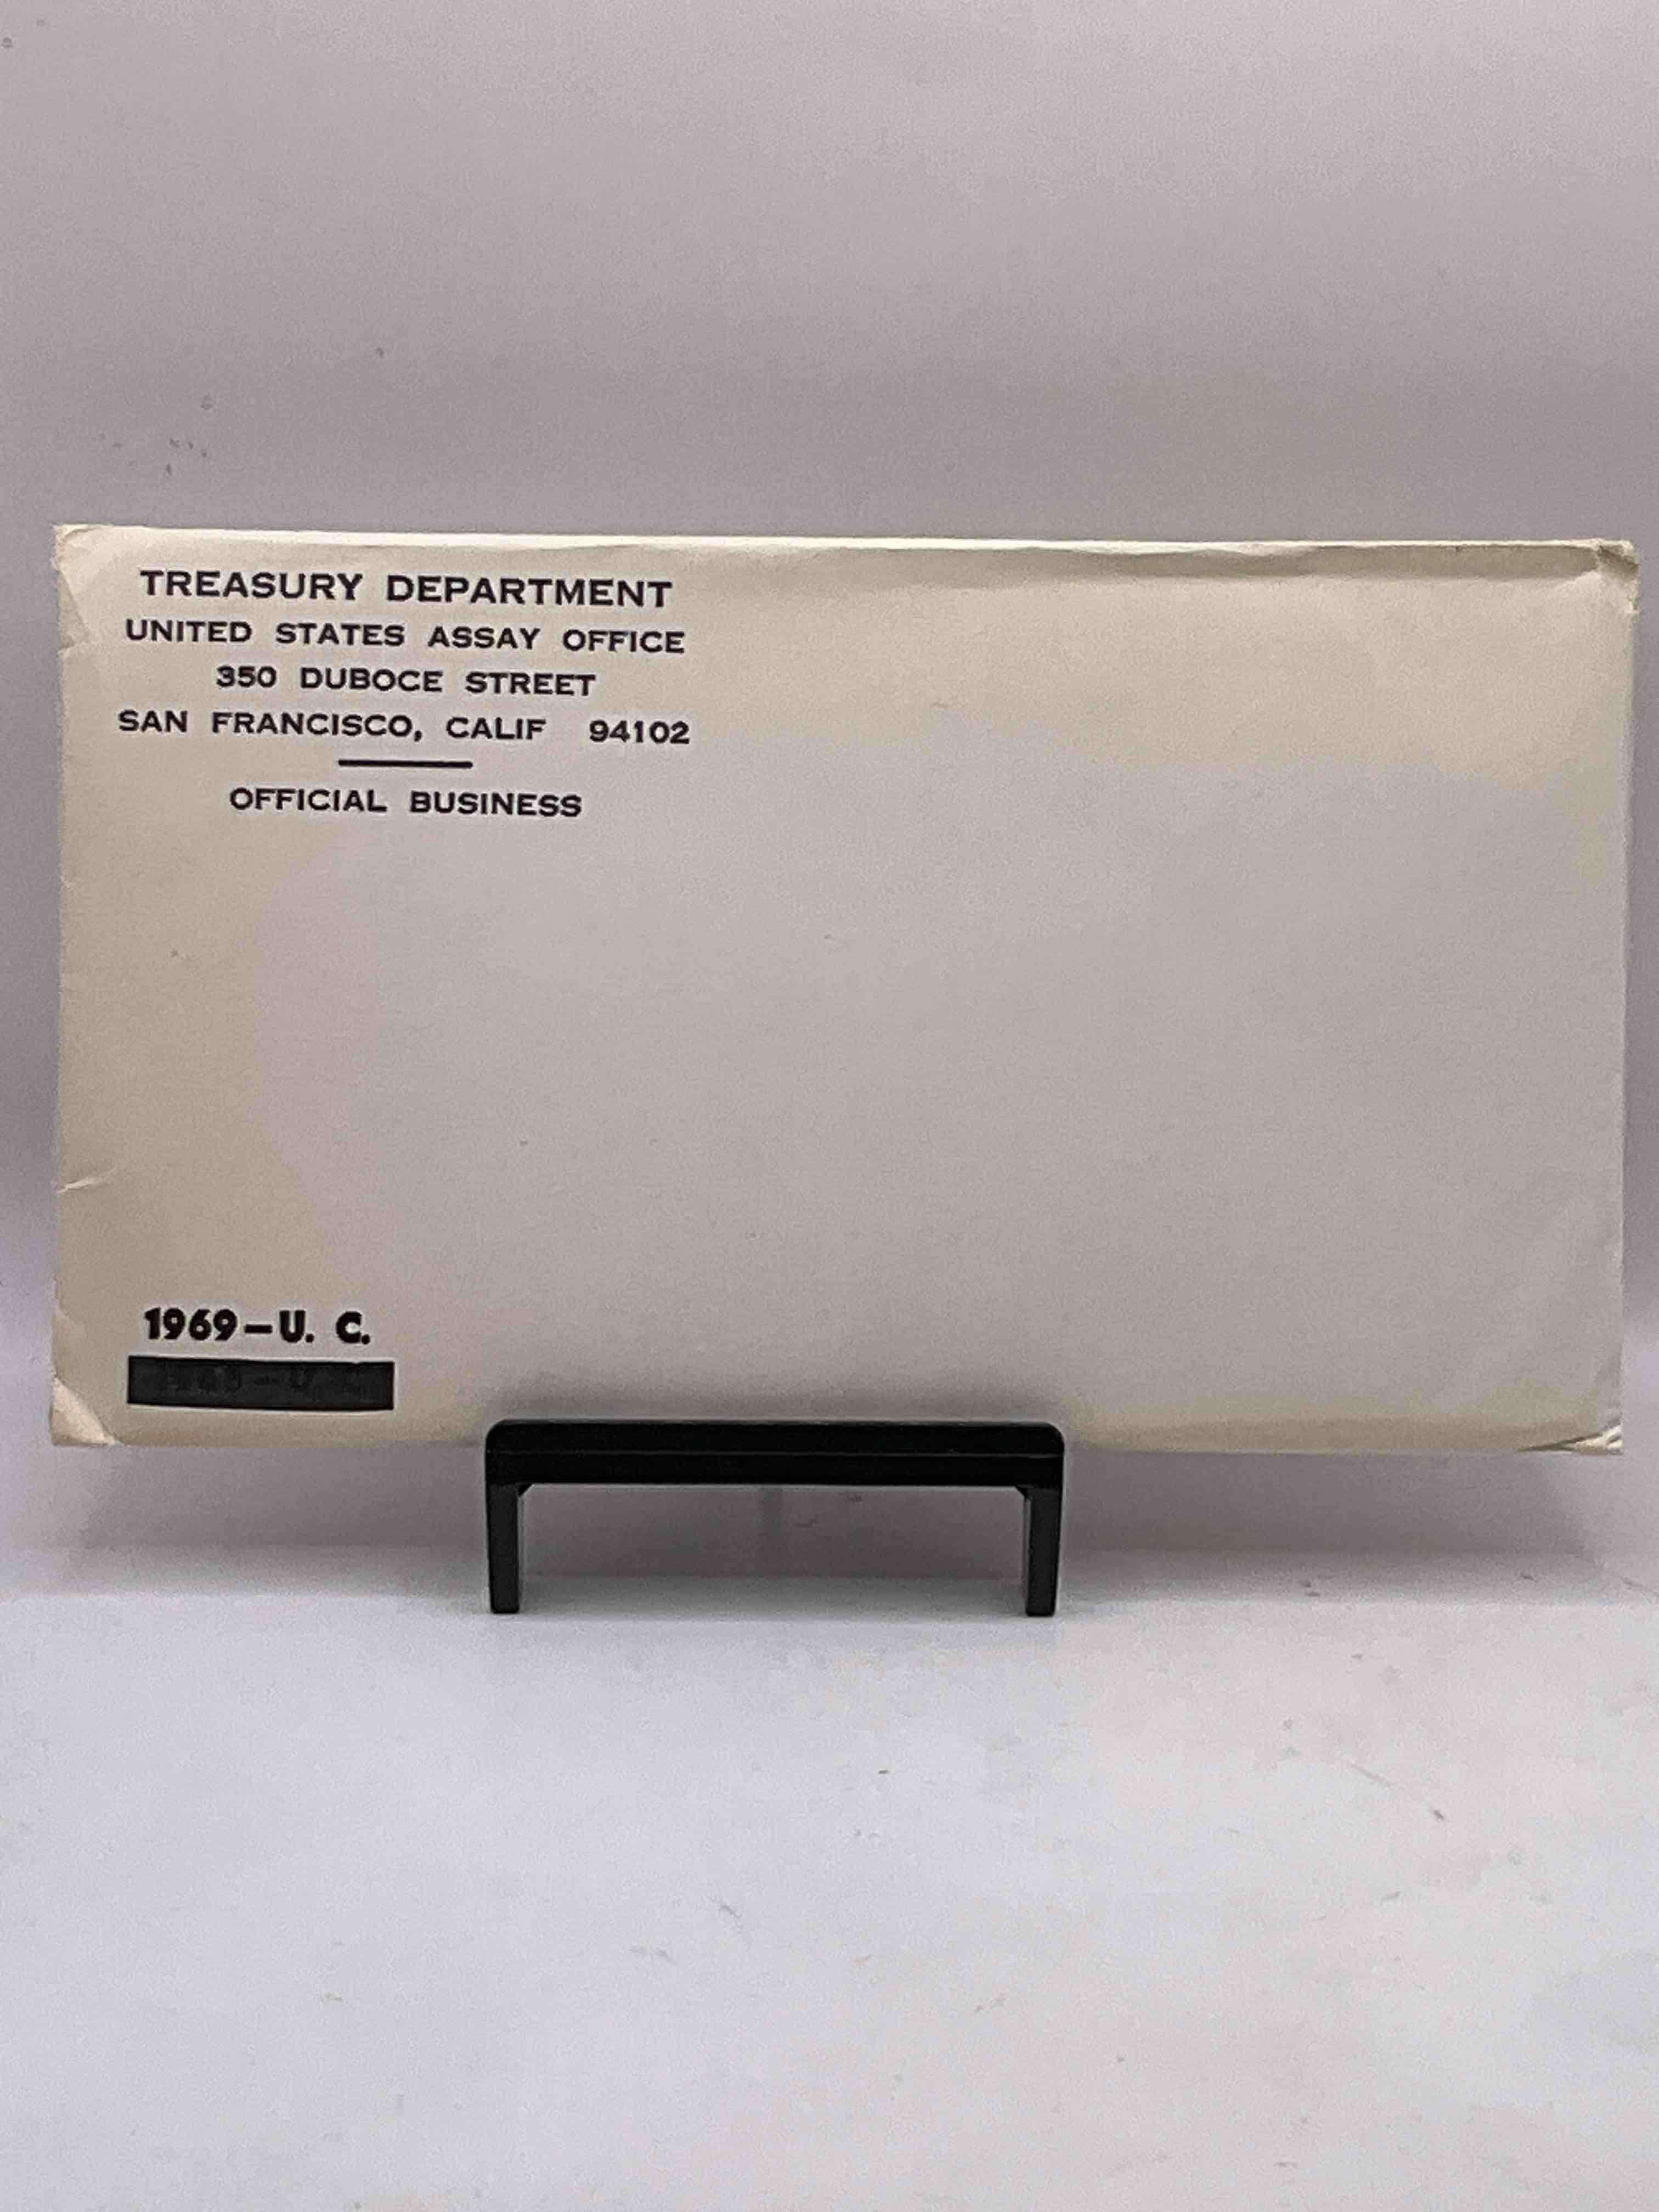 TREASURY DEPARTMENT
UNITED STATES ASSAY OFFICE
350 DUBOCE STREET
SAN FRANCISCO, CALIF 94102
OFFICIAL BUSINESS
1969-U. C.